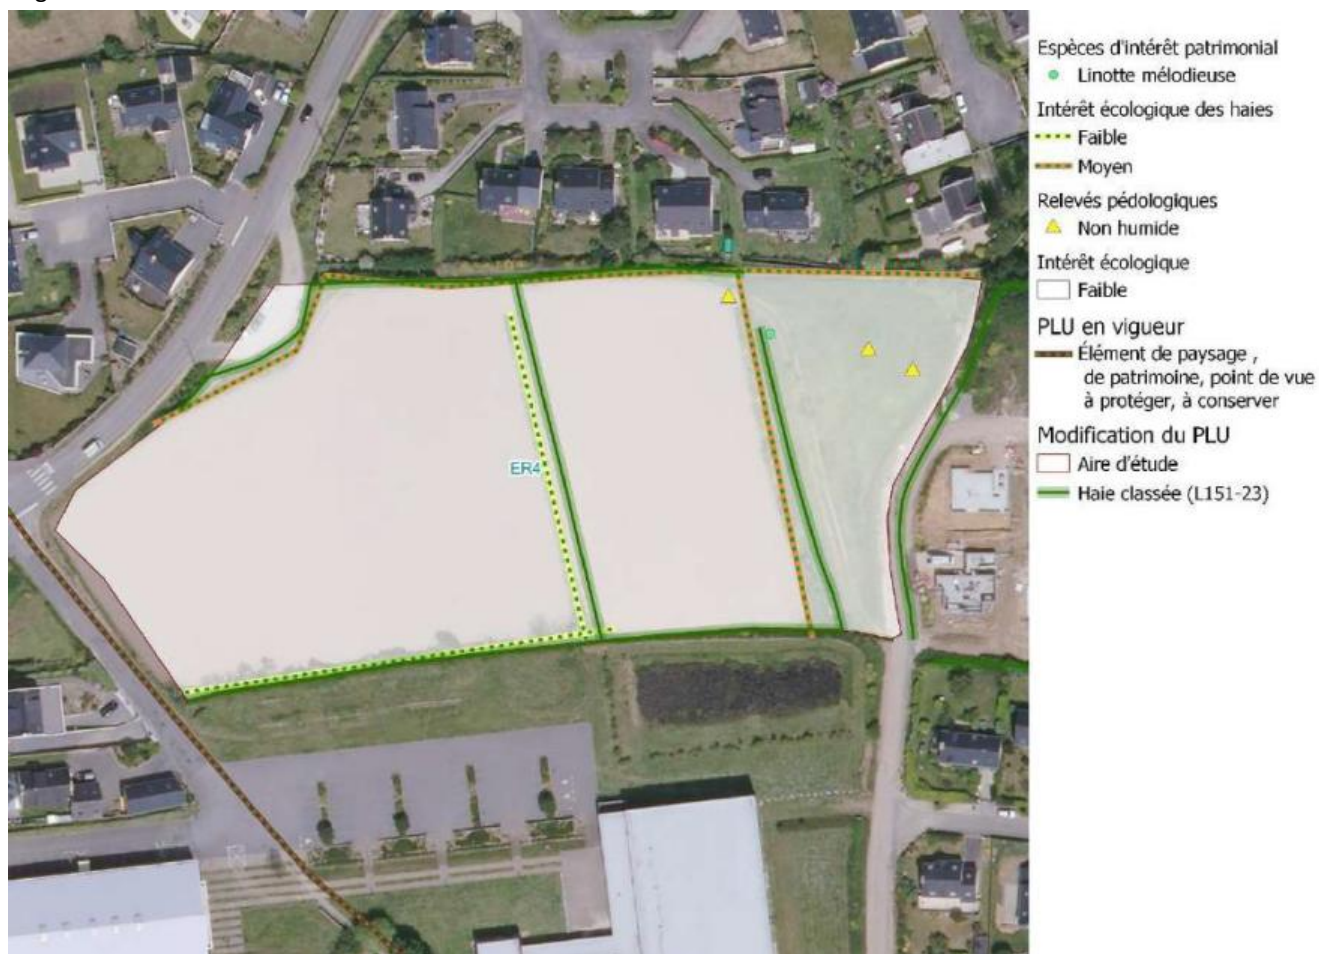 Espèces d'intérêt patrimonial
Linotte mélodieuse
Intérêt écologique des haies
Faible
Moyen
Relevés pédologiques
Non humide
Intérêt écologique
Faible
PLU en vigueur
Élément de paysage ,
de patrimoine, point de vue
à protéger, à conserver
Modification du PLU
Aire d'étude
Haie classée (L151-23)
ER4